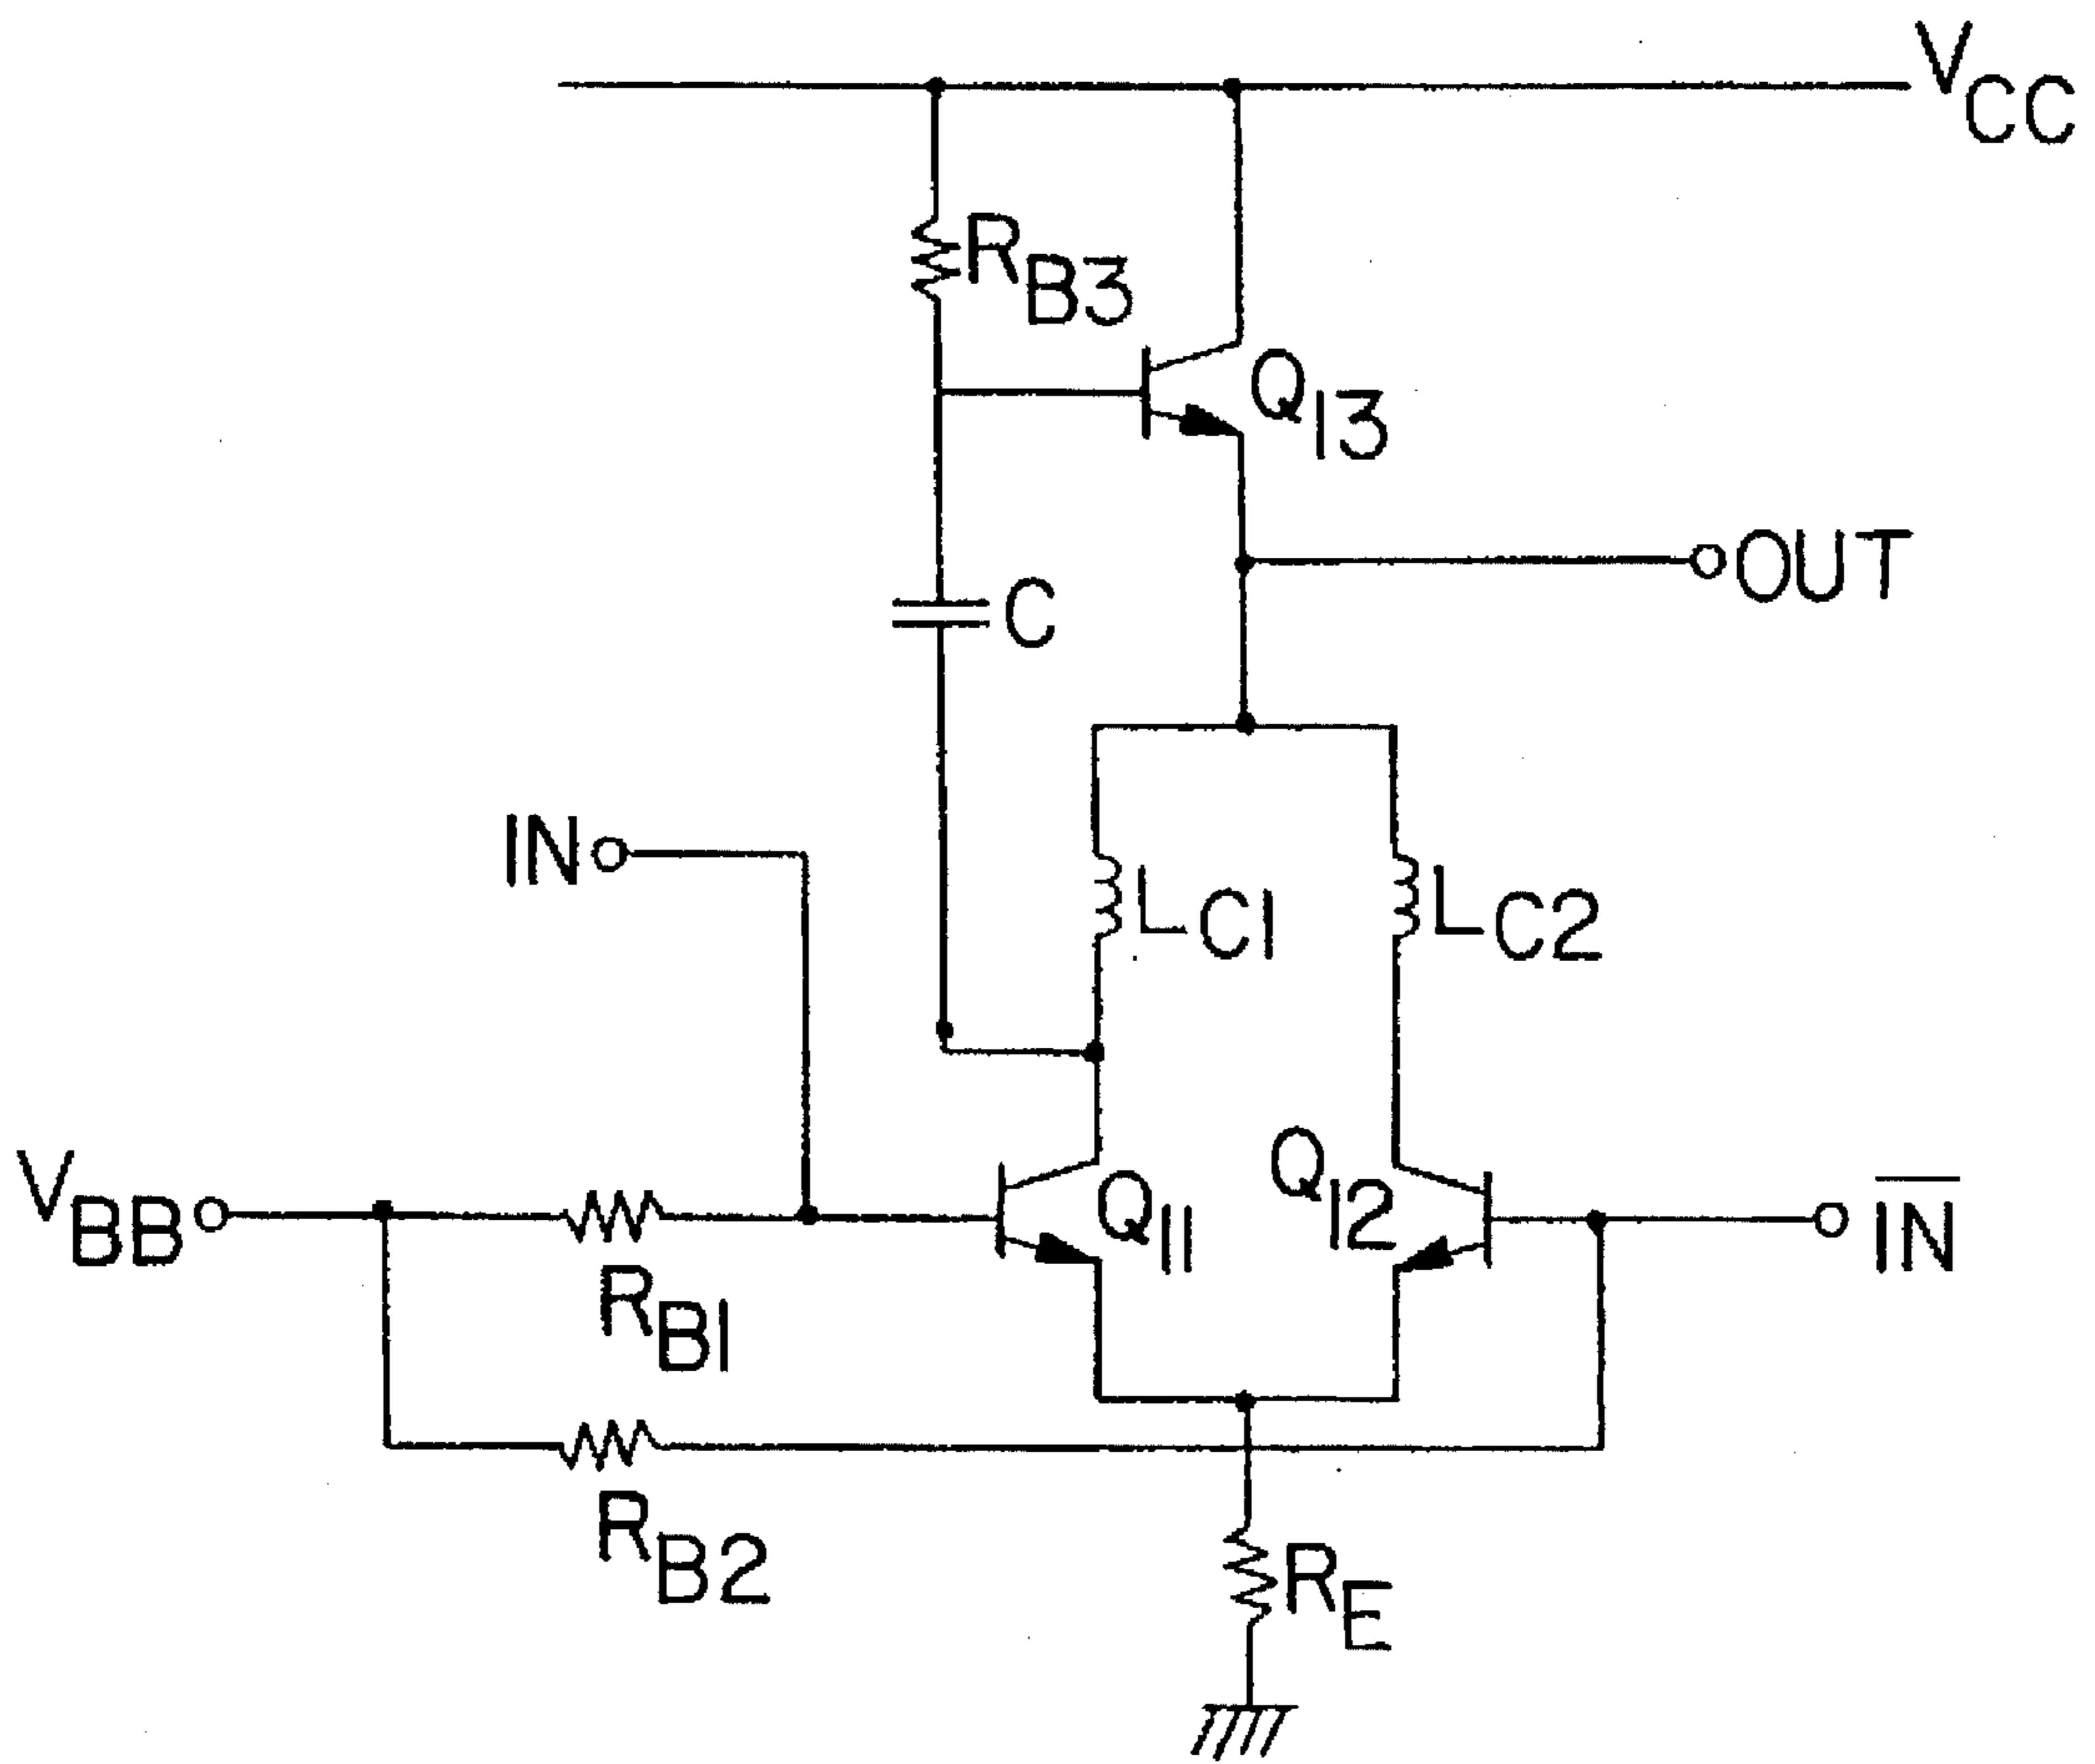 VCC
RB3
Q13
OUT
C
IN
LC1
LC2
VBB
Q11
Q12
IN
RB1
RB2
RE